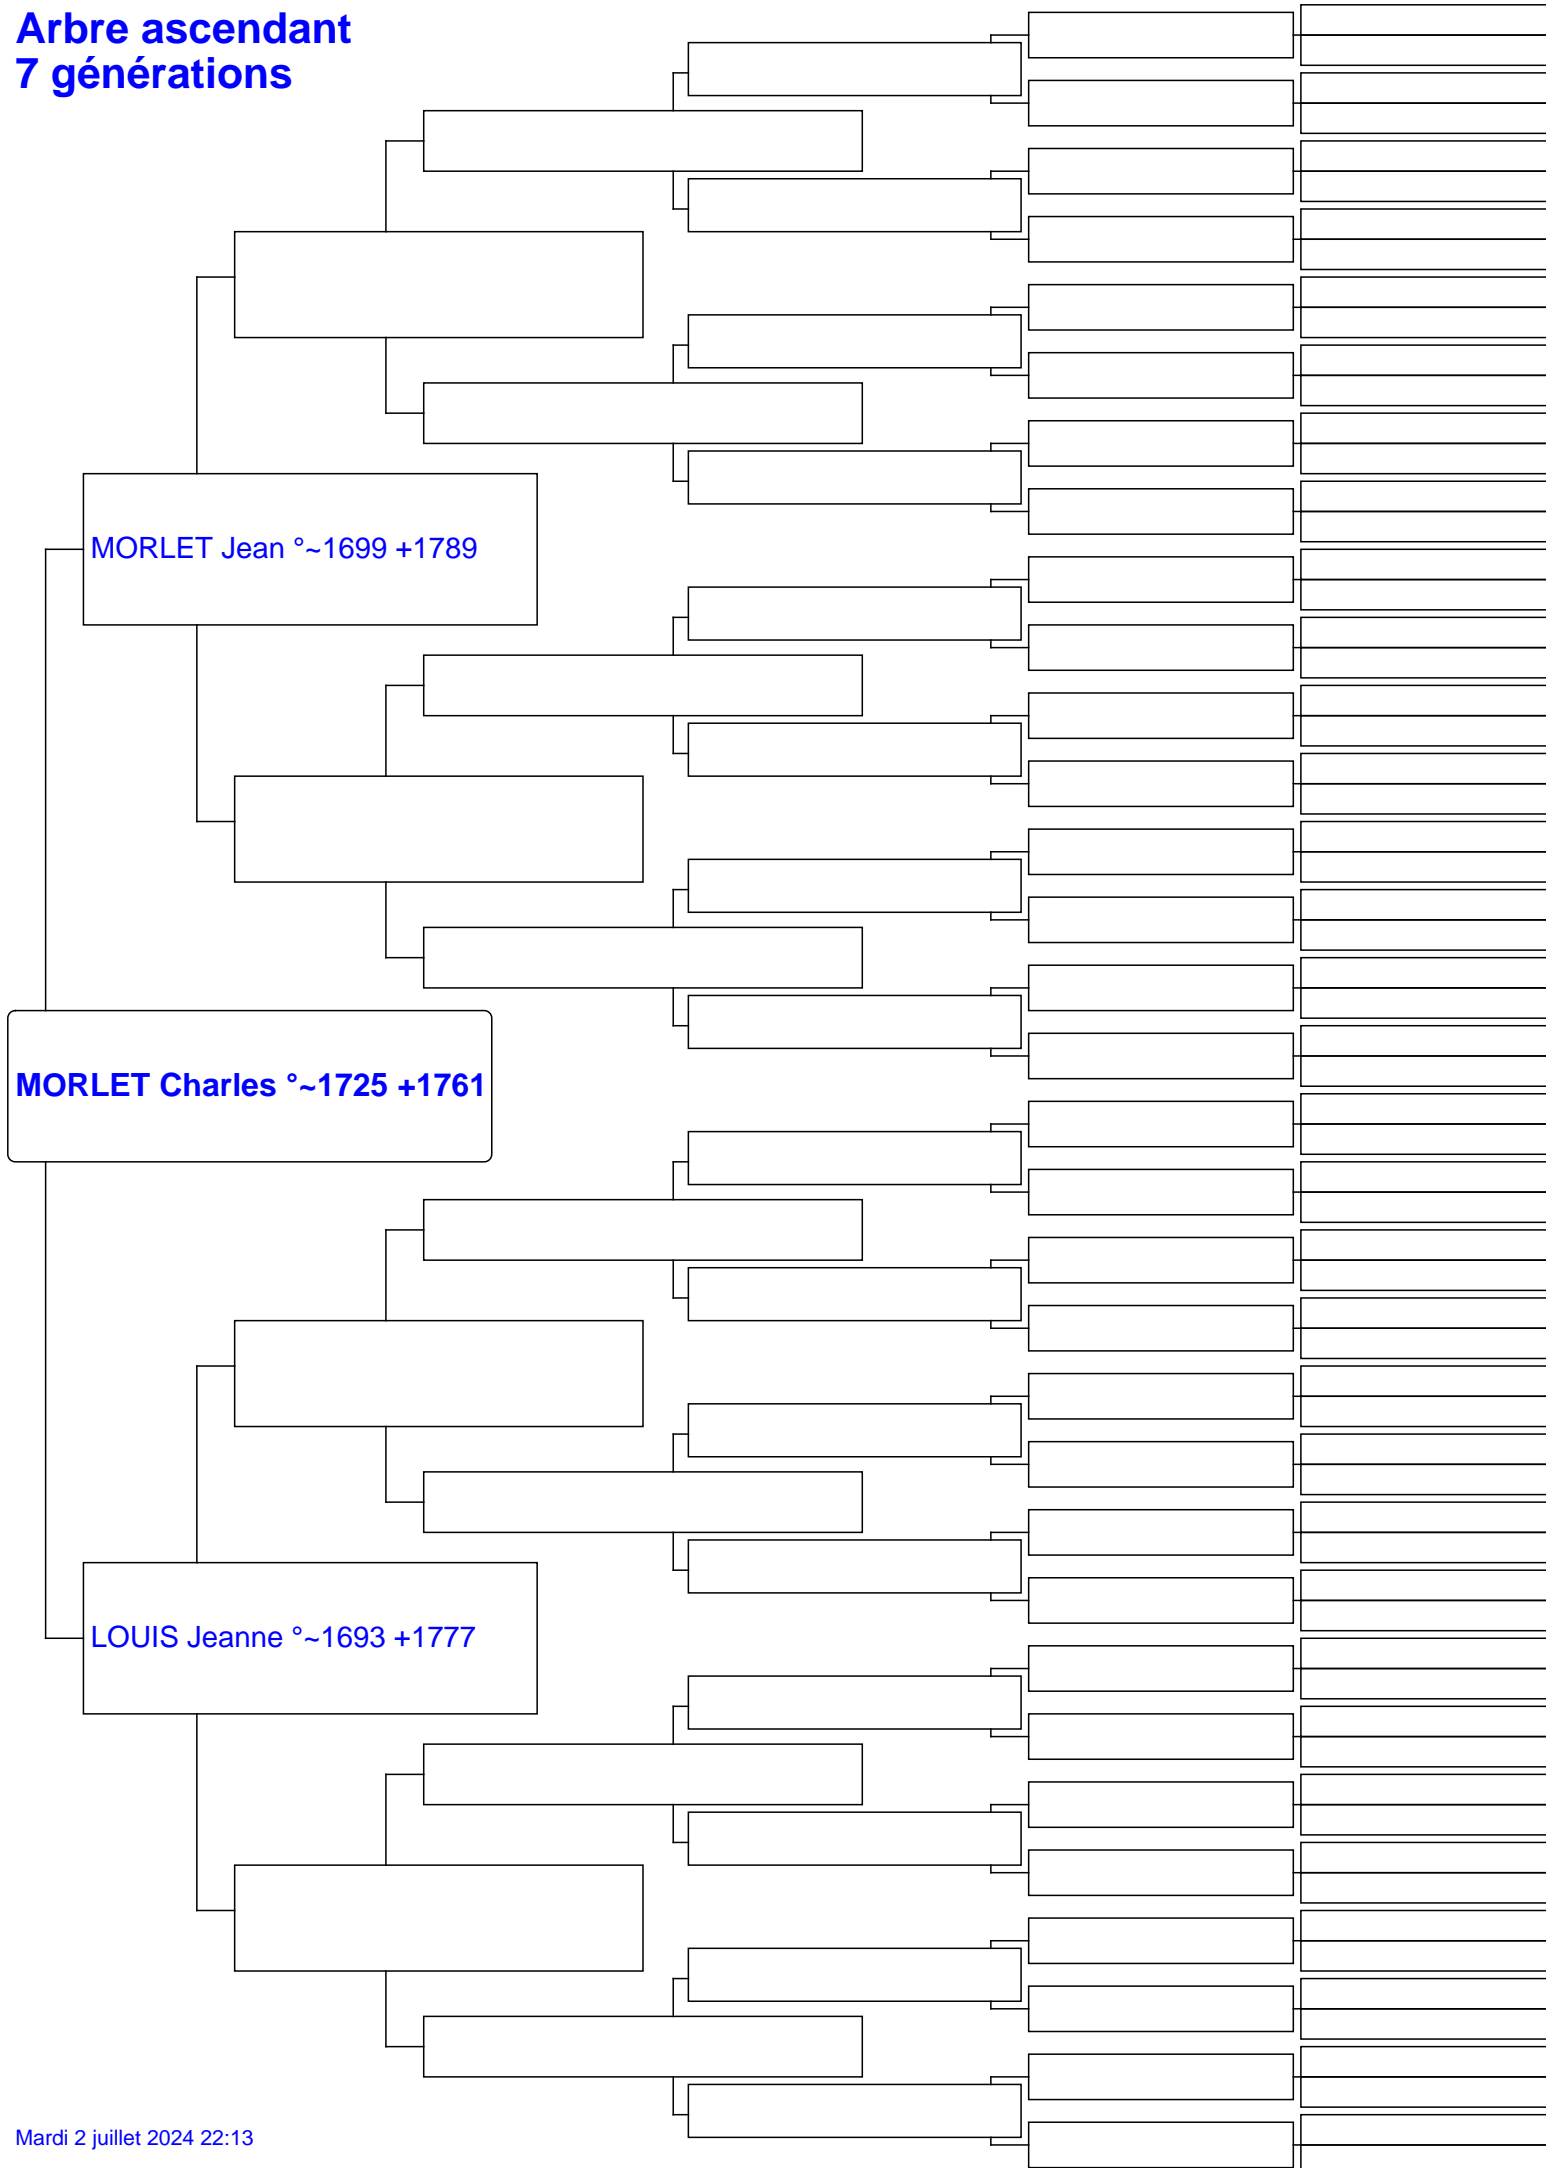 Arbre ascendant
7 générations
MORLET Jean °~1699 +1789
MORLET Charles °~1725 +1761
LOUIS Jeanne °~1693 +1777
Mardi 2 juillet 2024 22:13